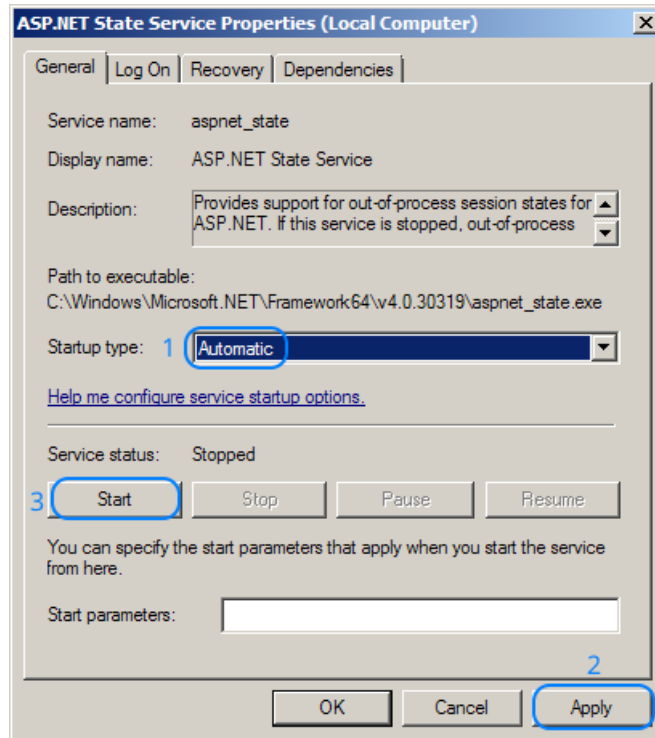 ASP.NET State Service Properties (Local Computer)
General Log On Recovery Dependencies
Service name: aspnet_state
Display name: ASP.NET State Service
Description: Provides support for out-of-process session states for
ASP.NET. If this service is stopped, out-of-process
Path to executable:
C:\Windows\Microsoft.NET\Framework64\v4.0.30319\aspnet_state.exe
Startup type: 1 Automatic
Help me configure service startup options.
Service status: Stopped
3 Start Stop Pause Resume
You can specify the start parameters that apply when you start the service
from here.
Start parameters:
2
OK Cancel Apply